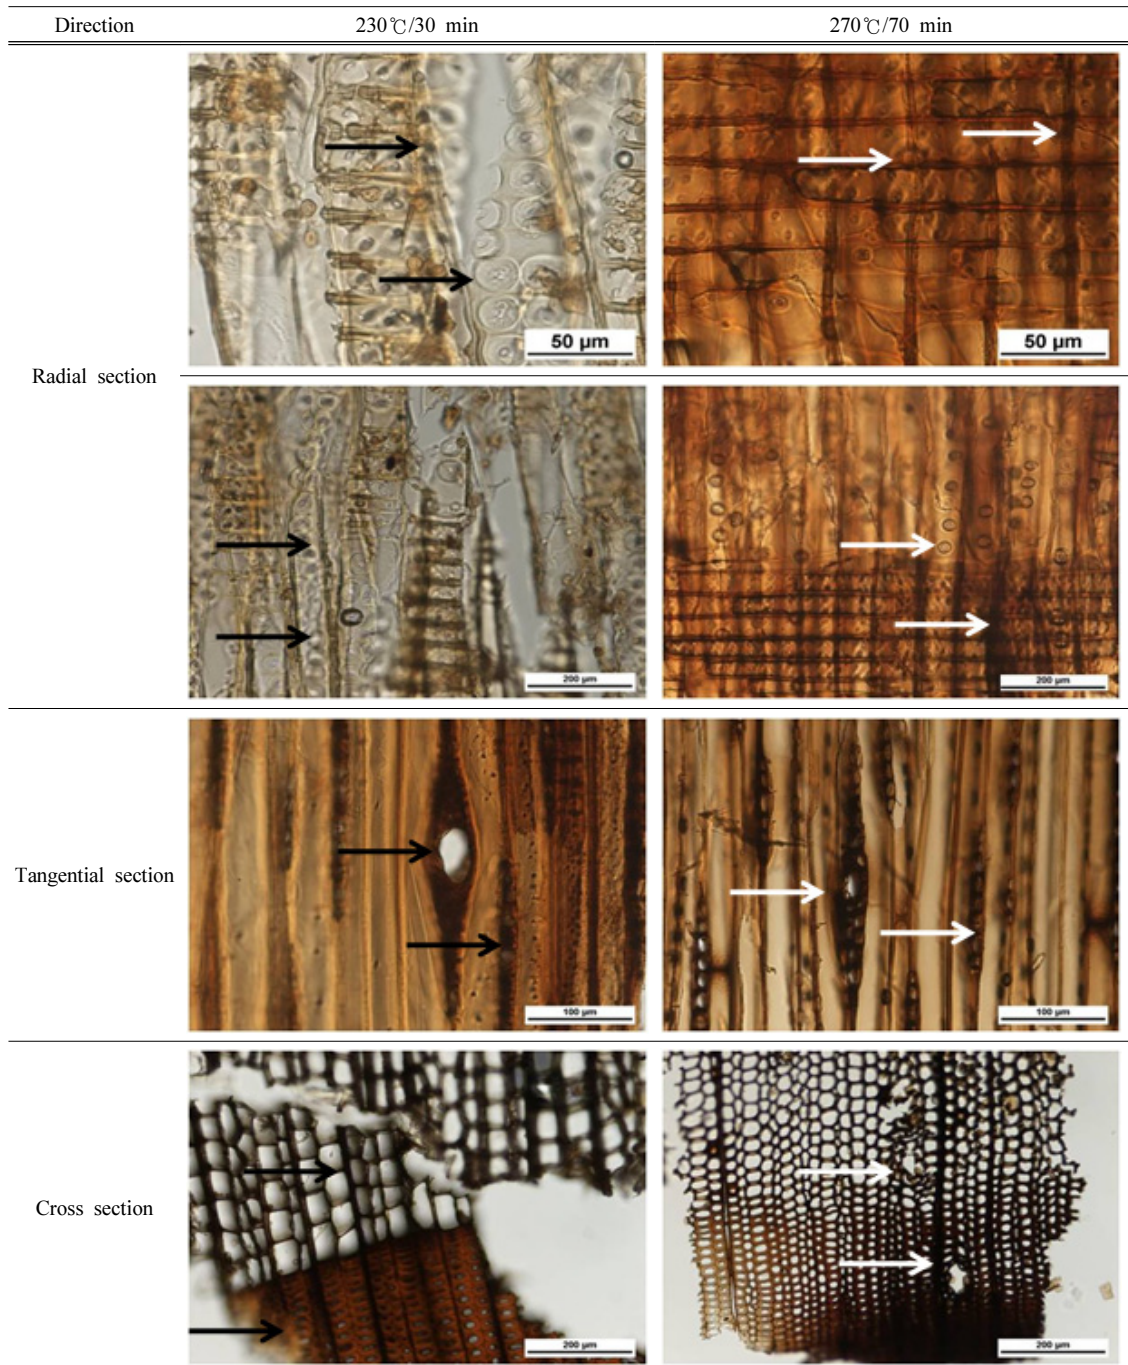 Direction 230℃/30 min 270℃/70 min
50 μm 50 μm
Radial section
200 μm 200 μm
Tangential section
100 μm 100 μm
Cross section
200 μm 200 μm